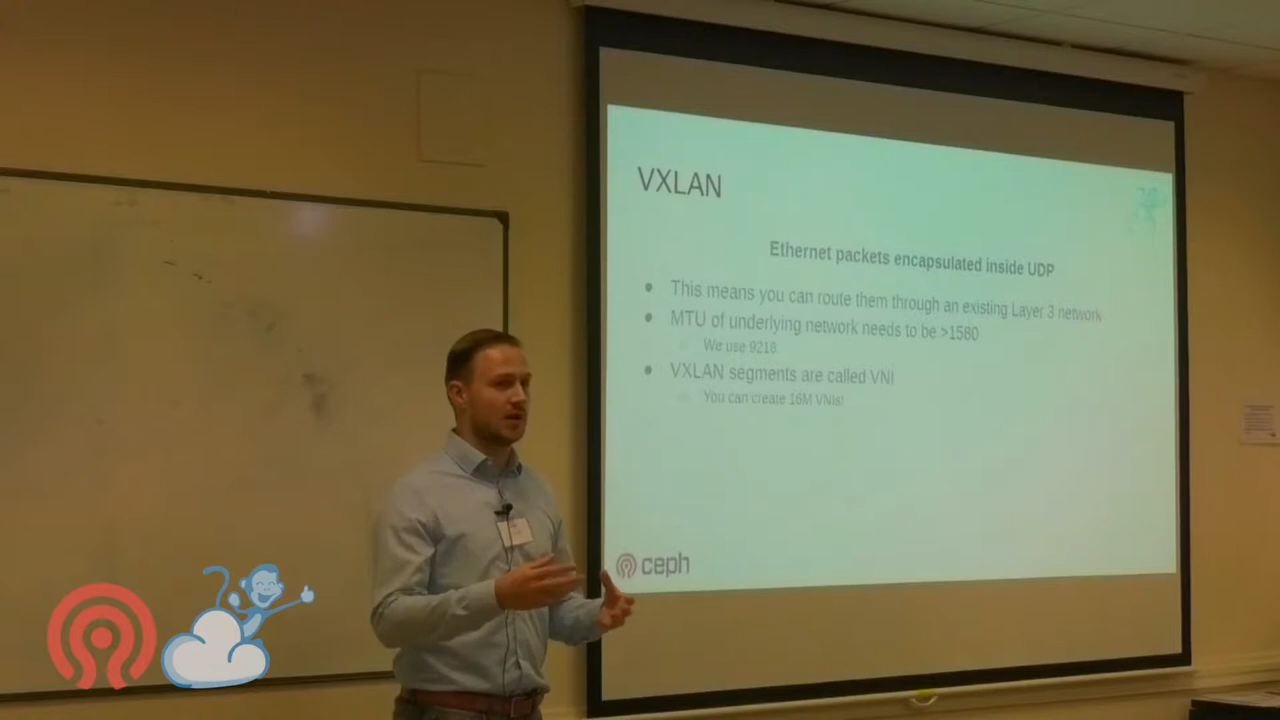 VXLAN
Ethernet packets encapsulated inside UDP
● This means you can route them through an existing Layer 3 network
● MTU of underlying network needs to be >1580
We use 9216
● VXLAN segments are called VNI
You can create 16M VNIs!
ceph